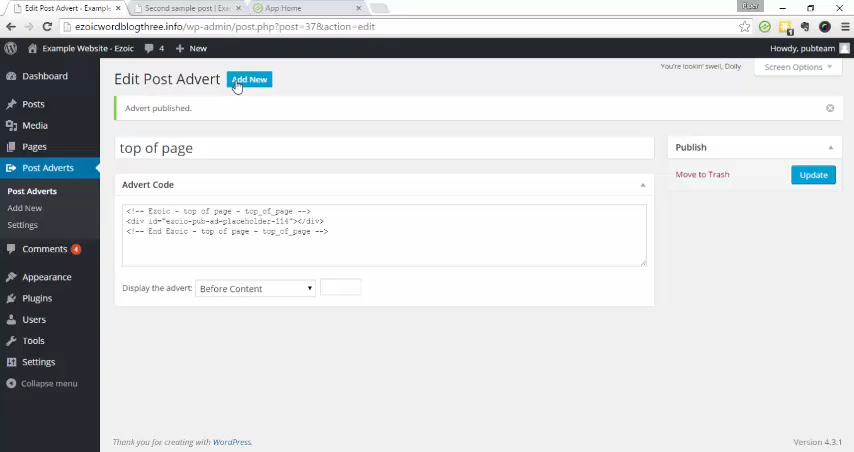 Edit Post Advert - Example
Second sample post | Exa
App Home
Piper
ezoicwordblogthree.info/wp-admin/post.php?post=37&action=edit
Example Website - Ezoic
4
New
Howdy, pubteam
Dashboard
Posts
Media
Pages
Post Adverts
Post Adverts
Add New
Settings
Comments 4
Appearance
Plugins
Users
Tools
Settings
Collapse menu
You're lookin' swell, Dolly
Screen Options
Edit Post Advert Add New
Advert published.
top of page
Advert Code
<!-- Ezoic - top of page - top_of_page -->
<div id="ezoic-pub-ad-placeholder-114"></div>
<!-- End Ezoic - top of page - top_of_page -->
Display the advert: Before Content
Publish
Move to Trash
Update
Thank you for creating with WordPress.
Version 4.3.1